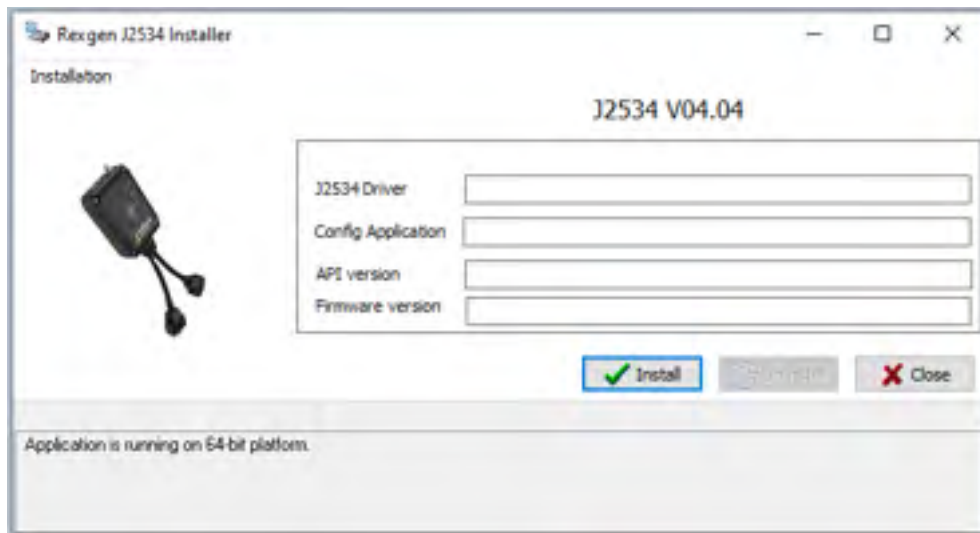 Rexgen J2534 Installer
Installation
J2534 V04.04
J2534 Driver
Config Application
API version
Firmware version
Install
Close
Application is running on 64-bit platform.